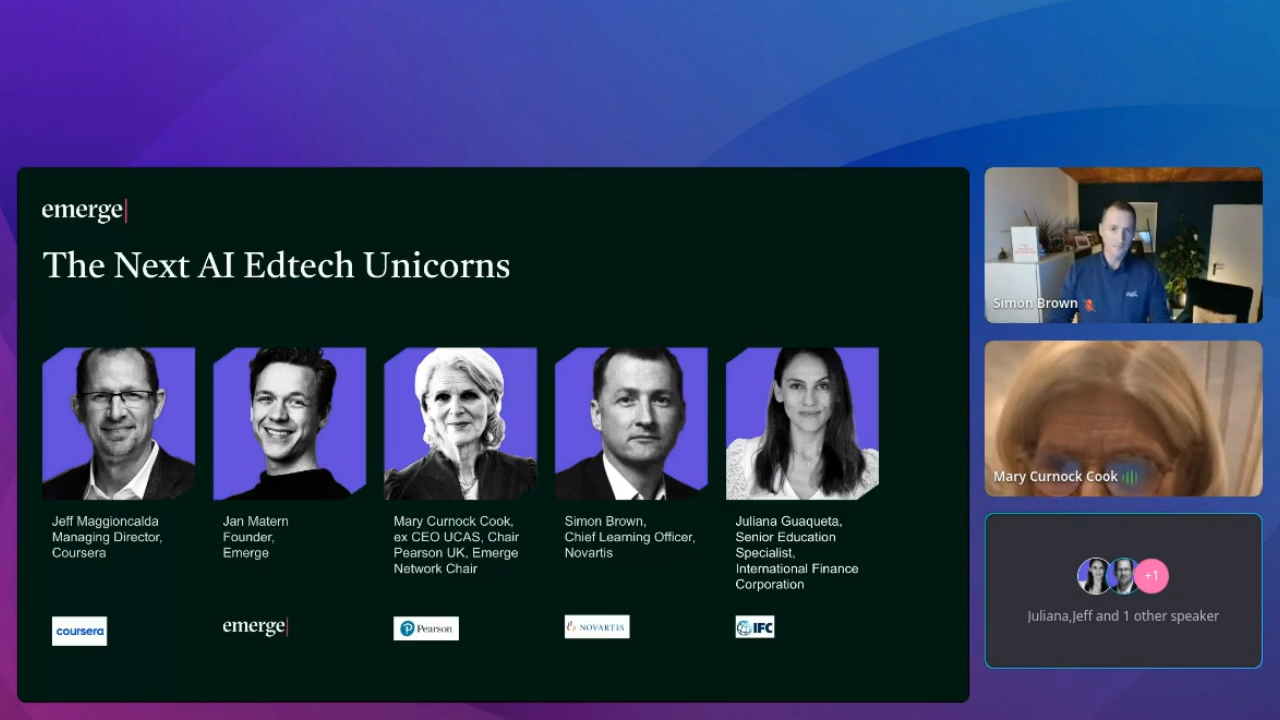 emerge|
The Next AI Edtech Unicorns
Jeff Maggioncalda
Managing Director,
Coursera
Jan Matern
Founder,
Emerge
Mary Curnock Cook,
ex CEO UCAS, Chair
Pearson UK, Emerge
Network Chair
Simon Brown,
Chief Learning Officer,
Novartis
Juliana Guaqueta,
Senior Education
Specialist,
International Finance
Corporation
coursera
emerge|
Pearson
NOVARTIS
IFC
Simon Brown
Mary Curnock Cook
+1
Juliana,Jeff and 1 other speaker